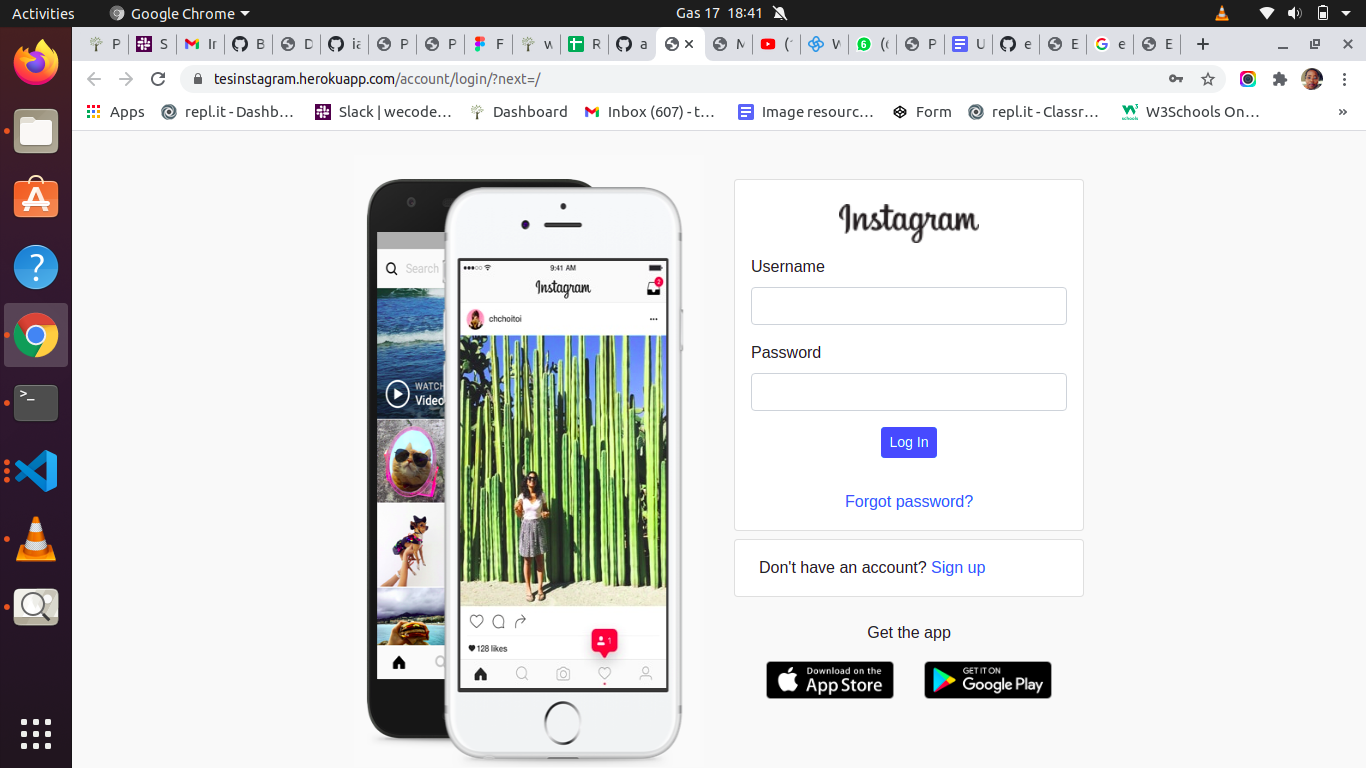 Activities
Google Chrome
Gas 17 18:41
P
S
Ir
B
D
ia
P
P
F
w
R
a
M
(
W
(
P
U
e
E
e
E
tesinstagram.herokuapp.com/account/login/?next=/
Apps
repl.it - Dashb…
Slack | wecode…
Dashboard
Inbox (607) - t…
Image resourc…
Form
repl.it - Classr…
W3Schools On…
»
Search
WATCH
Video
9:41 AM
Instagram
2
chchoitoi
1
128 likes
Instagram
Username
Password
Log In
Forgot password?
Don't have an account? Sign up
Get the app
Download on the
App Store
GET IT ON
Google Play